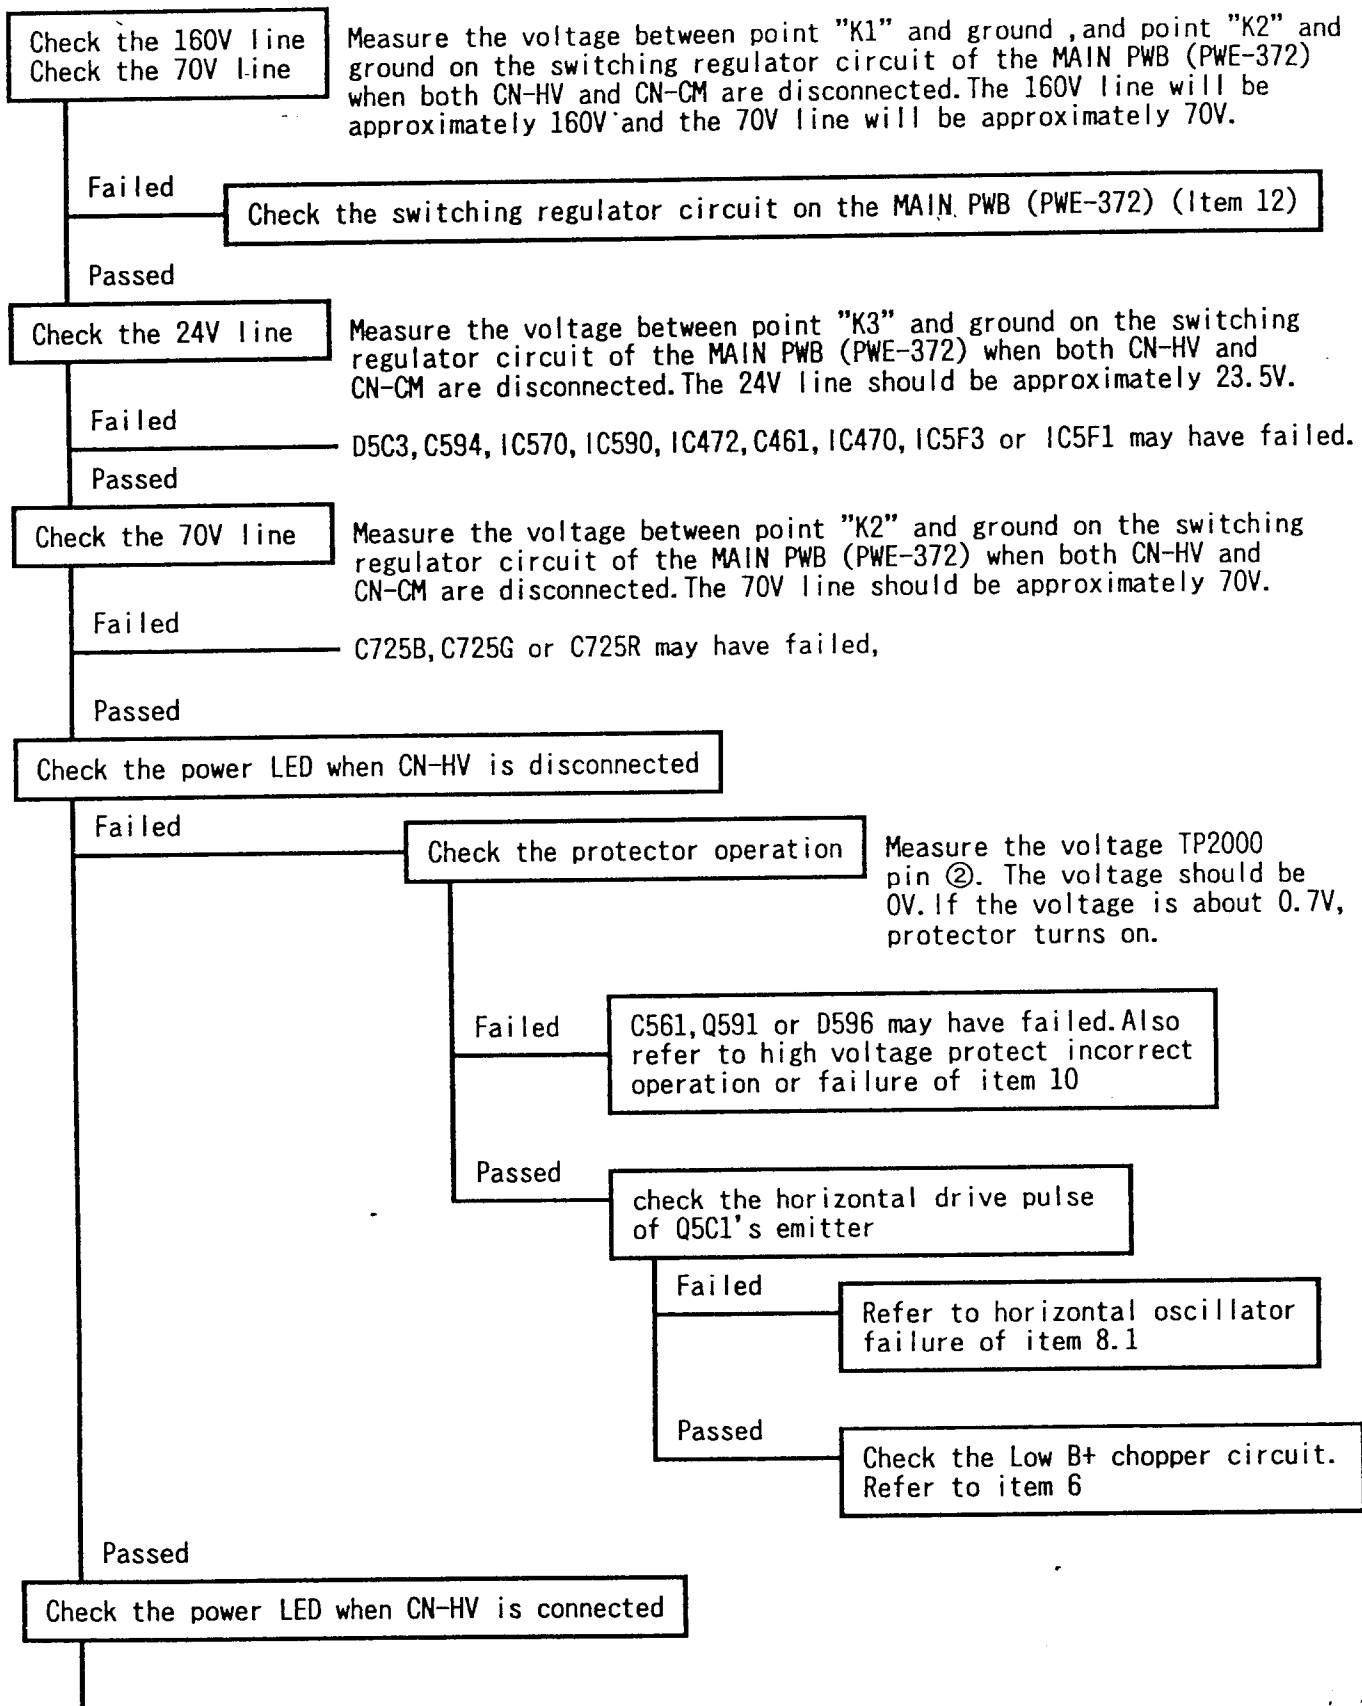 Check the 160V line
Check the 70V line
Measure the voltage between point "K1" and ground ,and point "K2" and
ground on the switching regulator circuit of the MAIN PWB (PWE-372)
when both CN-HV and CN-CM are disconnected. The 160V line will be
approximately 160V and the 70V line will be approximately 70V.
Failed
Check the switching regulator circuit on the MAIN PWB (PWE-372) (Item 12)
Passed
Check the 24V line
Measure the voltage between point "K3" and ground on the switching
regulator circuit of the MAIN PWB (PWE-372) when both CN-HV and
CN-CM are disconnected. The 24V line should be approximately 23.5V.
Failed
D5C3, C594, IC570, IC590, IC472, C461, IC470, IC5F3 or IC5F1 may have failed.
Passed
Check the 70V line
Measure the voltage between point "K2" and ground on the switching
regulator circuit of the MAIN PWB (PWE-372) when both CN-HV and
CN-CM are disconnected. The 70V line should be approximately 70V.
Failed
C725B, C725G or C725R may have failed,
Passed
Check the power LED when CN-HV is disconnected
Failed
Check the protector operation
Measure the voltage TP2000
pin ②. The voltage should be
0V. If the voltage is about 0.7V,
protector turns on.
Failed
C561, Q591 or D596 may have failed. Also
refer to high voltage protect incorrect
operation or failure of item 10
Passed
check the horizontal drive pulse
of Q5C1's emitter
Failed
Refer to horizontal oscillator
failure of item 8.1
Passed
Check the Low B+ chopper circuit.
Refer to item 6
Passed
Check the power LED when CN-HV is connected